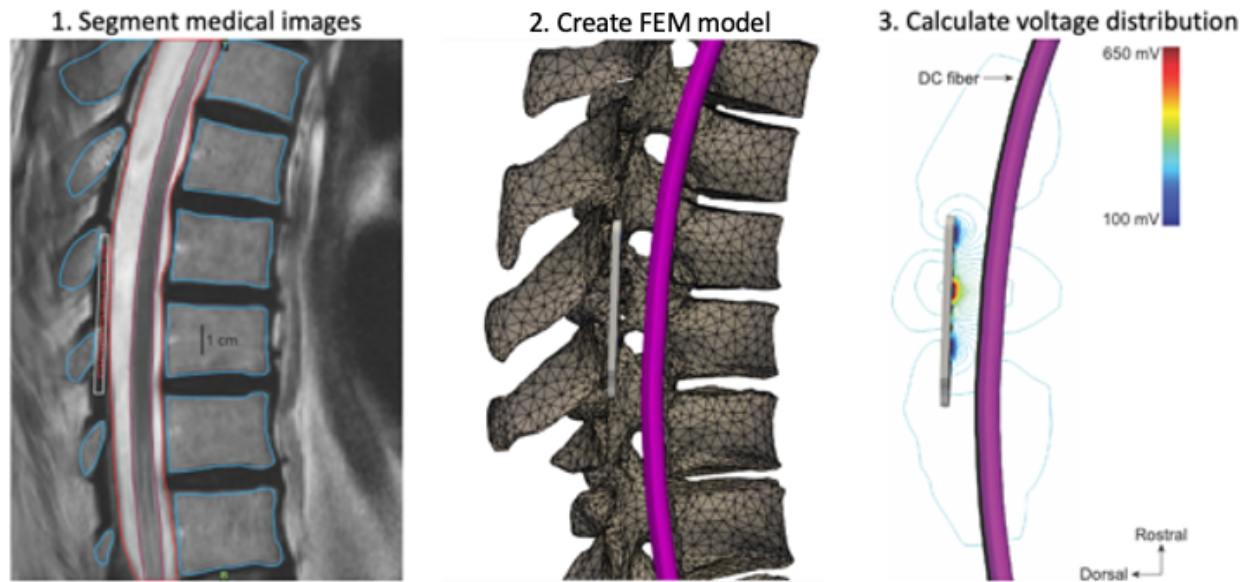 1. Segment medical images
2. Create FEM model
3. Calculate voltage distribution
1 cm
DC fiber
650 mV
100 mV
Rostral
Dorsal